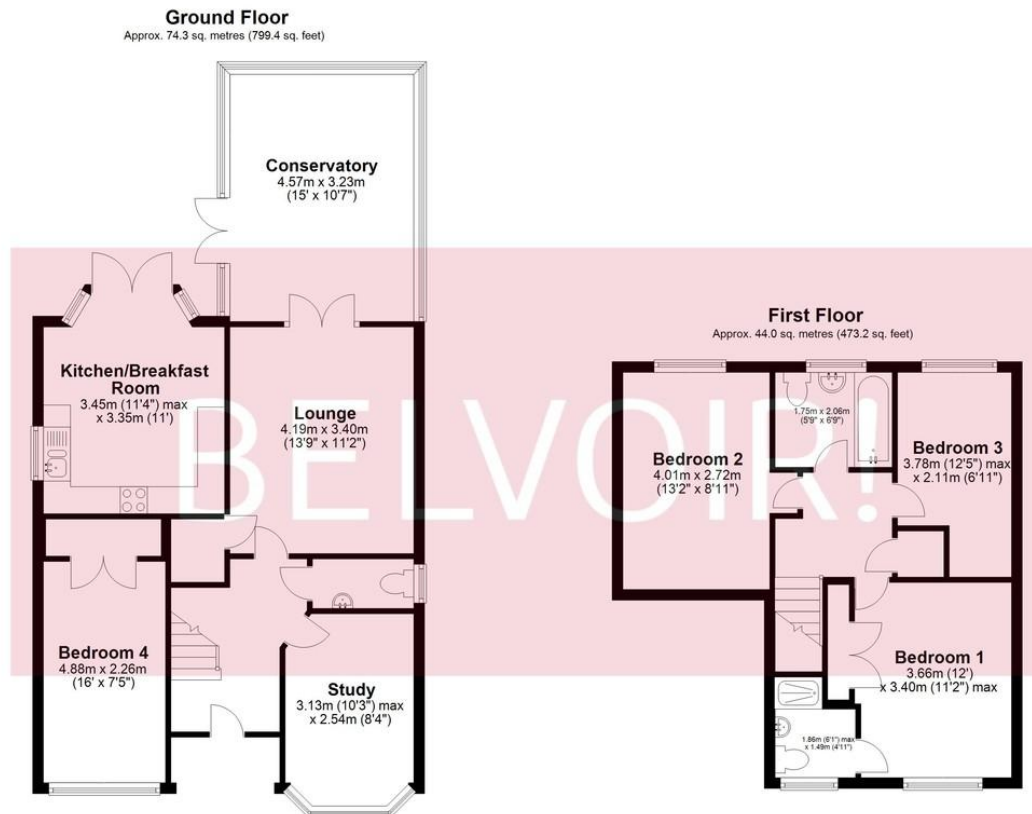 Ground Floor
Approx. 74.3 sq. metres (799.4 sq. feet)
Conservatory
4.57m x 3.23m
(15' x 10'7")
Kitchen/Breakfast
Room
3.45m (11'4") max
x 3.35m (11')
Lounge
4.19m x 3.40m
(13'9" x 11'2")
Bedroom 4
4.88m x 2.26m
(16' x 7'5")
Study
3.13m (10'3") max
x 2.54m (8'4")
First Floor
Approx. 44.0 sq. metres (473.2 sq. feet)
1.75m x 2.06m
(5'9" x 6'9")
Bedroom 2
4.01m x 2.72m
(13'2" x 8'11")
Bedroom 3
3.78m (12'5") max
x 2.11m (6'11")
Bedroom 1
3.66m (12')
x 3.40m (11'2") max
1.86m (6'1") max
x 1.49m (4'11")
BELVOIR!